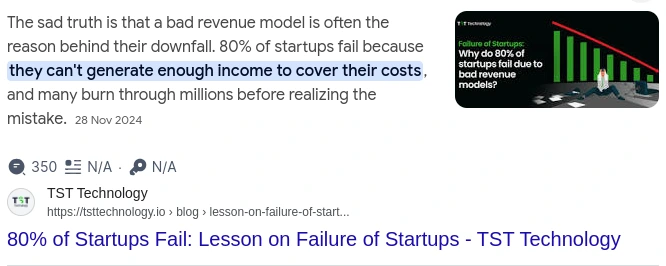 The sad truth is that a bad revenue model is often the
reason behind their downfall. 80% of startups fail because
they can't generate enough income to cover their costs,
and many burn through millions before realizing the
mistake. 28 Nov 2024
TST Technology
Failure of Startups:
Why do 80% of
startups fail due to
bad revenue
models?
350 N/A · N/A
TST
TST Technology
https://tsttechnology.io › blog › lesson-on-failure-of-start...
80% of Startups Fail: Lesson on Failure of Startups - TST Technology